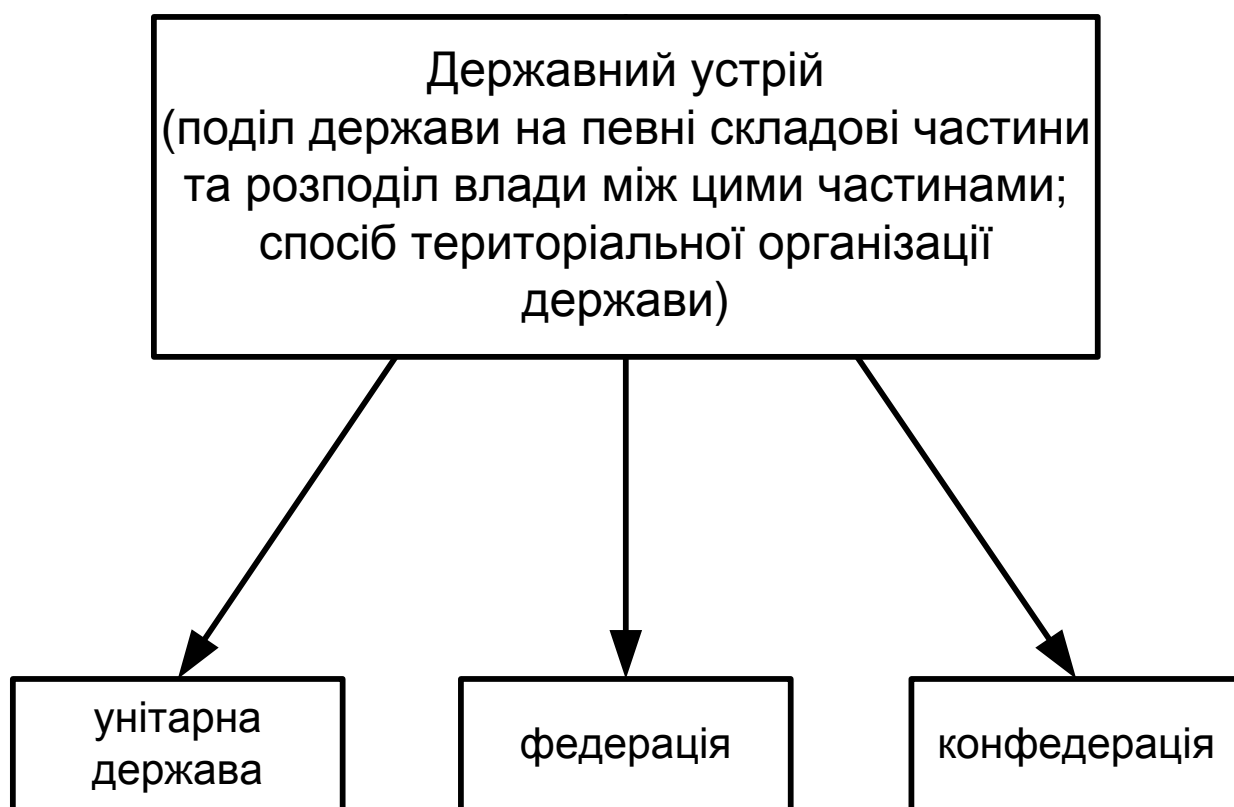 Державний устрій
(поділ держави на певні складові частини
та розподіл влади між цими частинами;
спосіб територіальної організації
держави)
унітарна
держава
федерація
конфедерація